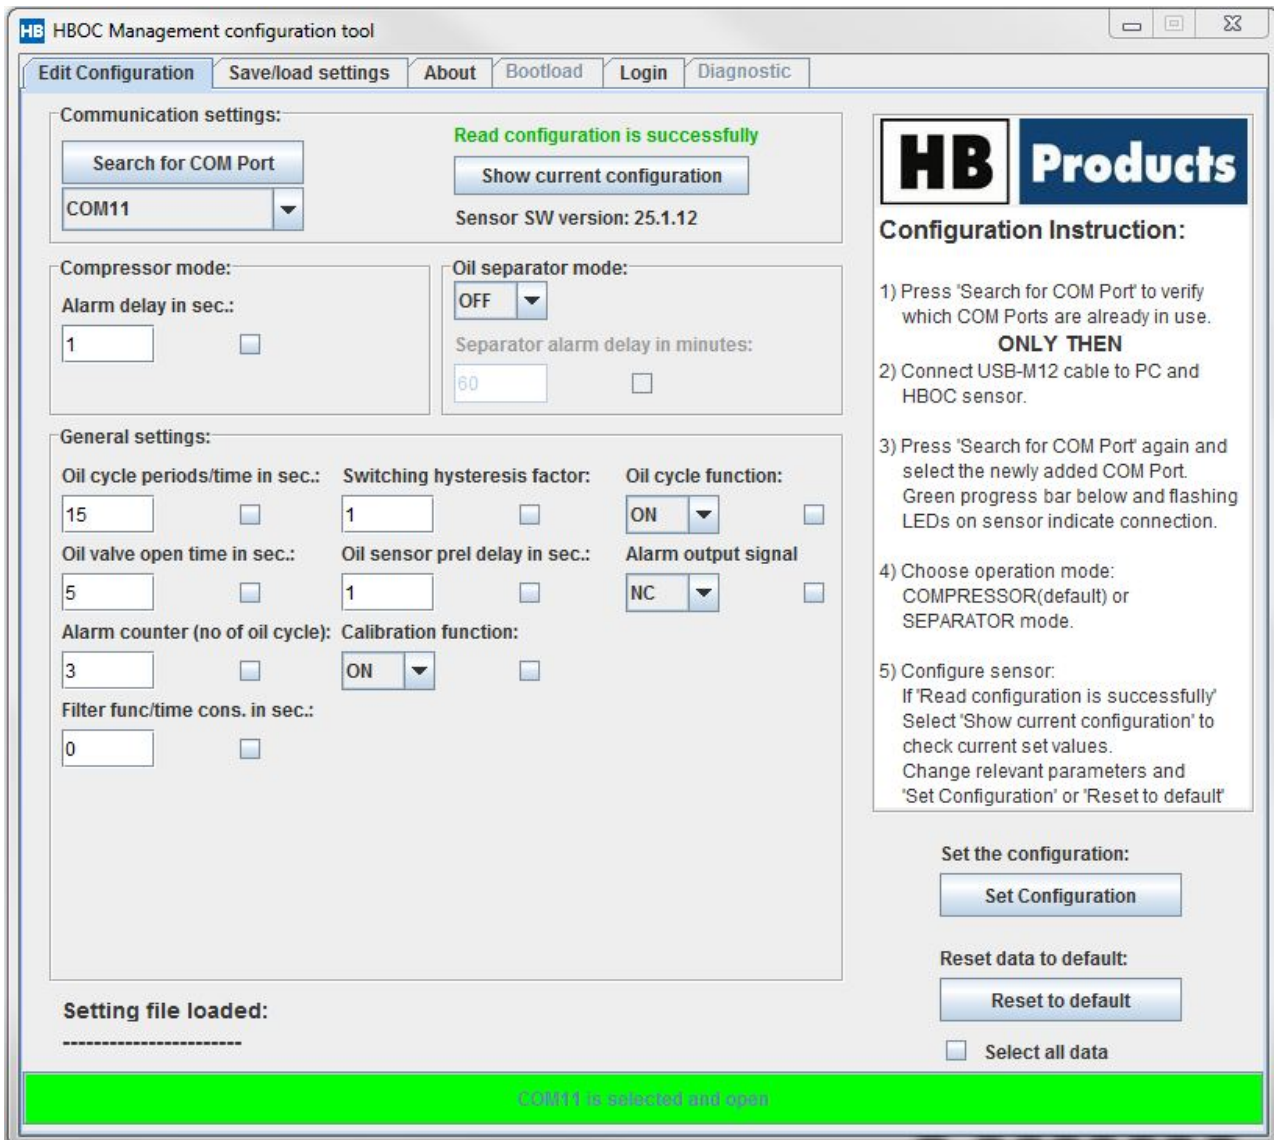 HB HBOC Management configuration tool
Edit Configuration Save/load settings About Bootload Login Diagnostic
Communication settings:
Search for COM Port
COM11
Read configuration is successfully
Show current configuration
Sensor SW version: 25.1.12
Compressor mode:
Alarm delay in sec.:
1
Oil separator mode:
OFF
Separator alarm delay in minutes:
60
General settings:
Oil cycle periods/time in sec.: Switching hysteresis factor: Oil cycle function:
15 1 ON
Oil valve open time in sec.: Oil sensor prel delay in sec.: Alarm output signal
5 1 NC
Alarm counter (no of oil cycle): Calibration function:
3 ON
Filter func/time cons. in sec.:
0
Setting file loaded:
-----------------------
HB Products
Configuration Instruction:
1) Press 'Search for COM Port' to verify
which COM Ports are already in use.
ONLY THEN
2) Connect USB-M12 cable to PC and
HBOC sensor.
3) Press 'Search for COM Port' again and
select the newly added COM Port.
Green progress bar below and flashing
LEDs on sensor indicate connection.
4) Choose operation mode:
COMPRESSOR(default) or
SEPARATOR mode.
5) Configure sensor:
If 'Read configuration is successfully'
Select 'Show current configuration' to
check current set values.
Change relevant parameters and
'Set Configuration' or 'Reset to default'
Set the configuration:
Set Configuration
Reset data to default:
Reset to default
Select all data
COM11 is selected and open